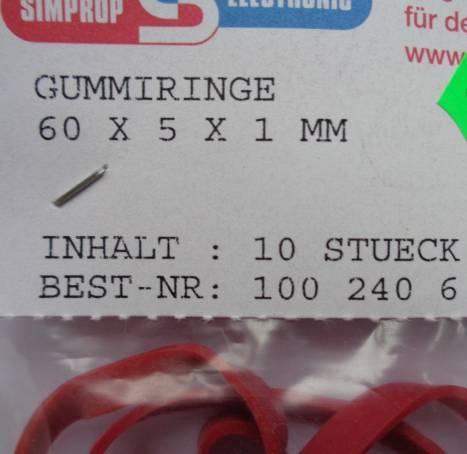 SIMPROP ELECTRONIC
für de
www.
GUMMIRINGE
60 X 5 X 1 MM
INHALT : 10 STUECK
BEST-NR: 100 240 6